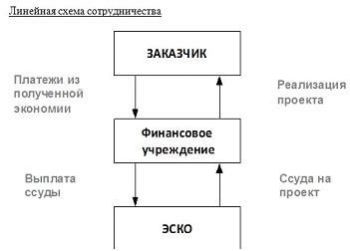 Линейная схема сотрудничества
ЗАКАЗЧИК
Платежи из
полученной
экономии
Реализация
проекта
Финансовое
учреждение
Выплата
ссуды
Ссуда на
проект
ЭСКО